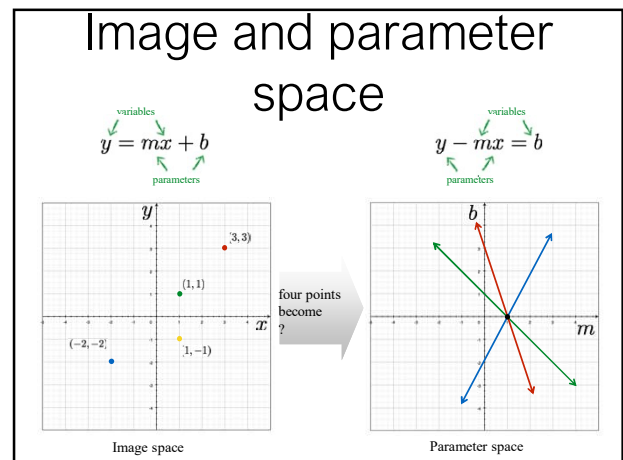 Image and parameter
space
variables
y = mx + b
parameters
variables
y − mx = b
parameters
y
[3, 3)
(1, 1)
x
(−2, −2]
[1, −1)
Image space
four points
become
?
b
m
Parameter space